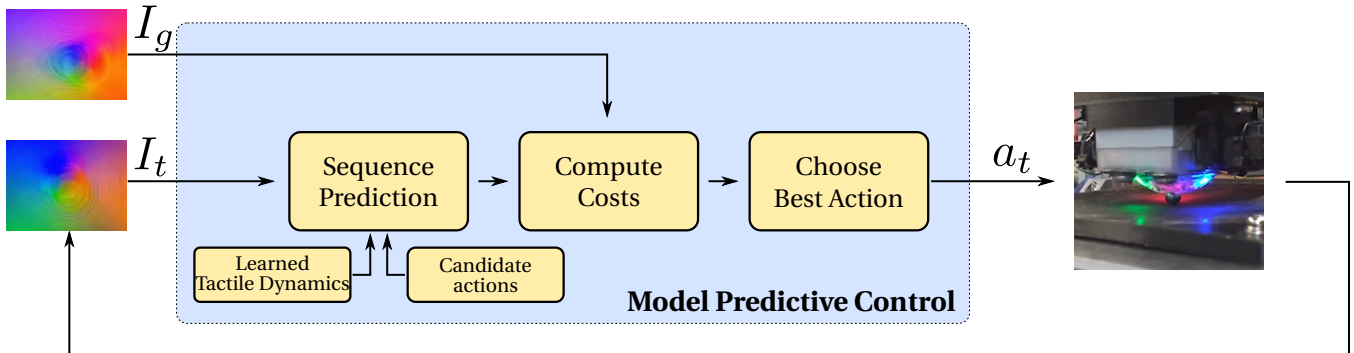 I_g
I_t
Sequence
Prediction
Compute
Costs
Choose
Best Action
a_t
Learned
Tactile Dynamics
Candidate
actions
Model Predictive Control